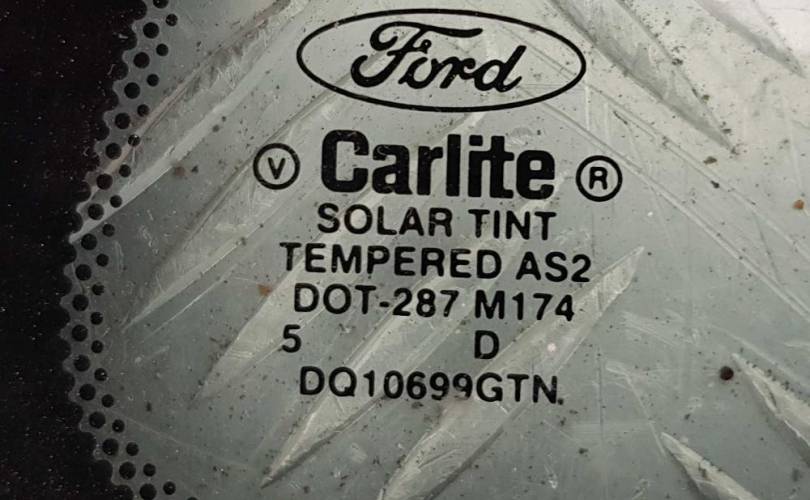 Ford
Ⓥ Carlite ®
SOLAR TINT
TEMPERED AS2
DOT-287 M174
5 D
DQ10699GTN.